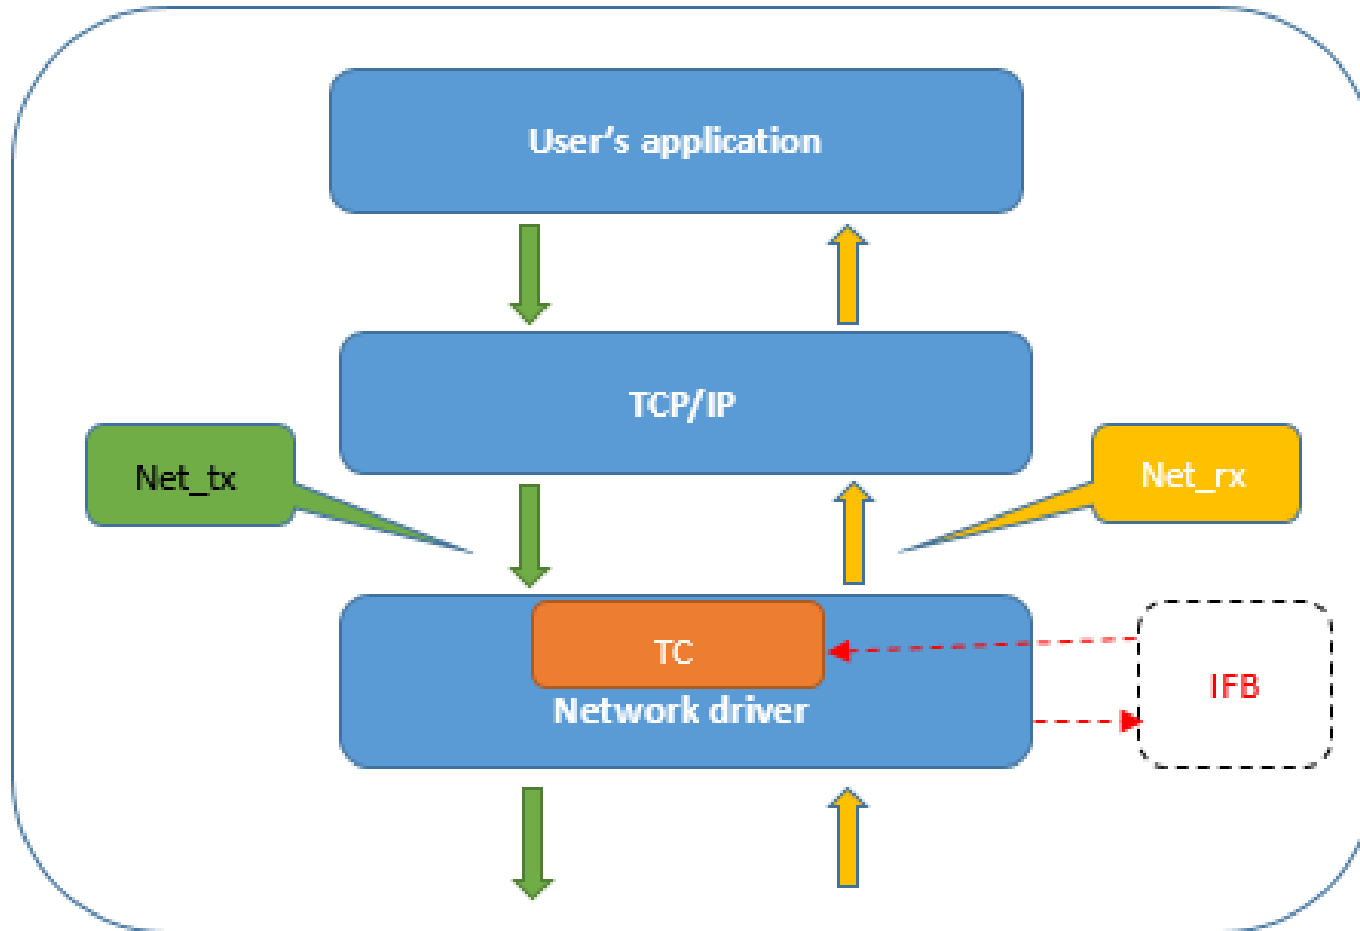 User's application
TCP/IP
Net_tx
Net_rx
TC
IFB
Network driver